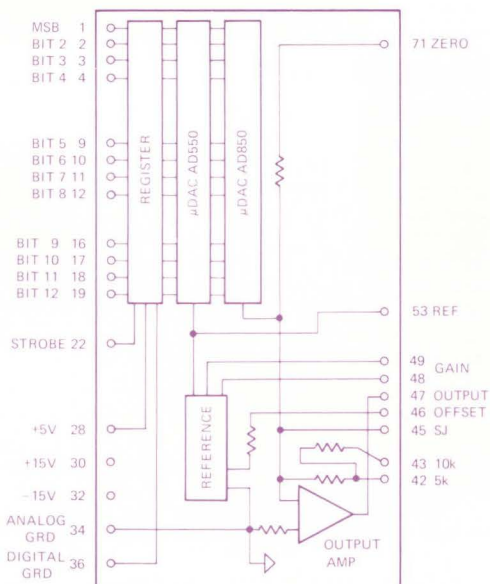 MSB 1
BIT 2 2
BIT 3 3
BIT 4 4
BIT 5 9
BIT 6 10
BIT 7 11
BIT 8 12
BIT 9 16
BIT 10 17
BIT 11 18
BIT 12 19
STROBE 22
+5V 28
+15V 30
−15V 32
ANALOG
GRD 34
DIGITAL
GRD 36
REGISTER
µDAC AD550
µDAC AD850
REFERENCE
OUTPUT
AMP
71 ZERO
53 REF
49
GAIN
48
47 OUTPUT
46 OFFSET
45 SJ
43 10k
42 5k